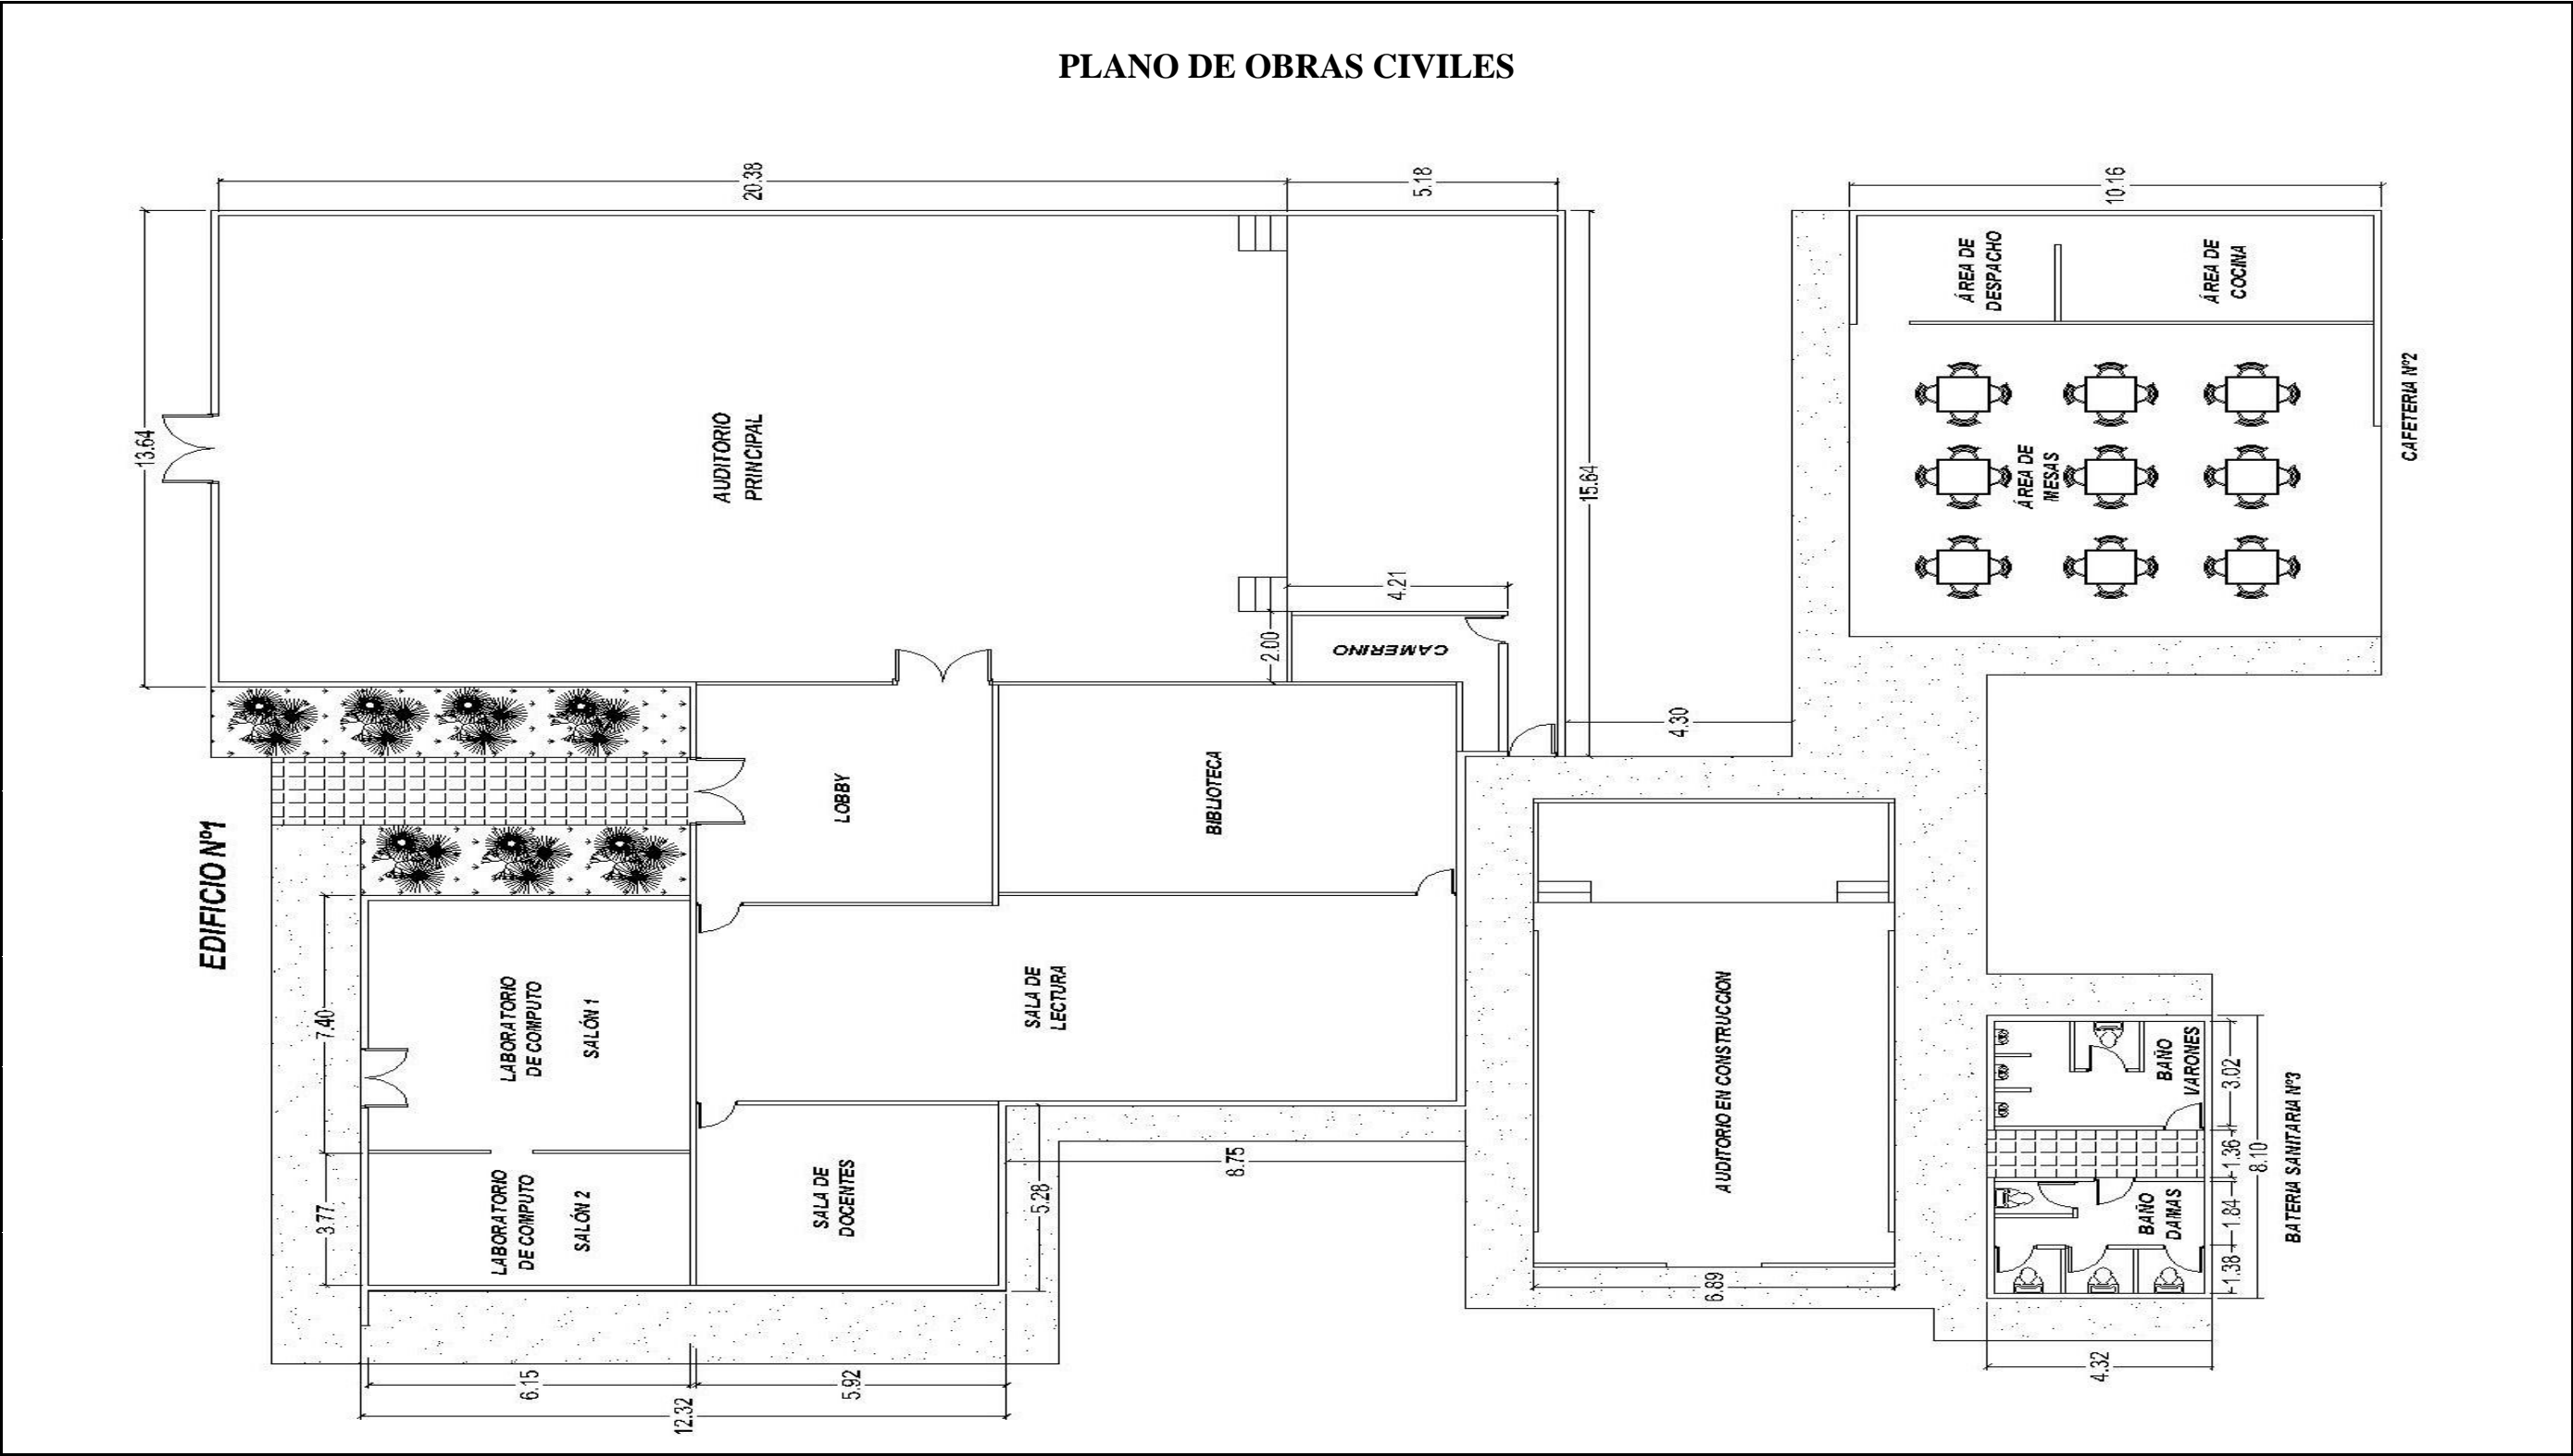 PLANO DE OBRAS CIVILES
20.38
5.18
10.16
13.64
AUDITORIO
PRINCIPAL
15.64
4.21
2.00
CAMERINO
4.30
ÁREA DE
DESPACHO
ÁREA DE
COCINA
ÁREA DE
MESAS
CAFETERIA Nº2
EDIFICIO Nº1
LOBBY
BIBLIOTECA
7.40
LABORATORIO
DE COMPUTO
SALÓN 1
SALA DE
LECTURA
3.77
LABORATORIO
DE COMPUTO
SALÓN 2
SALA DE
DOCENTES
8.75
5.28
AUDITORIO EN CONSTRUCCION
6.89
BAÑO
VARONES
3.02
1.36
8.10
BAÑO
DAMAS
1.84
1.38
BATERIA SANITARIA Nº3
6.15
5.92
12.32
4.32